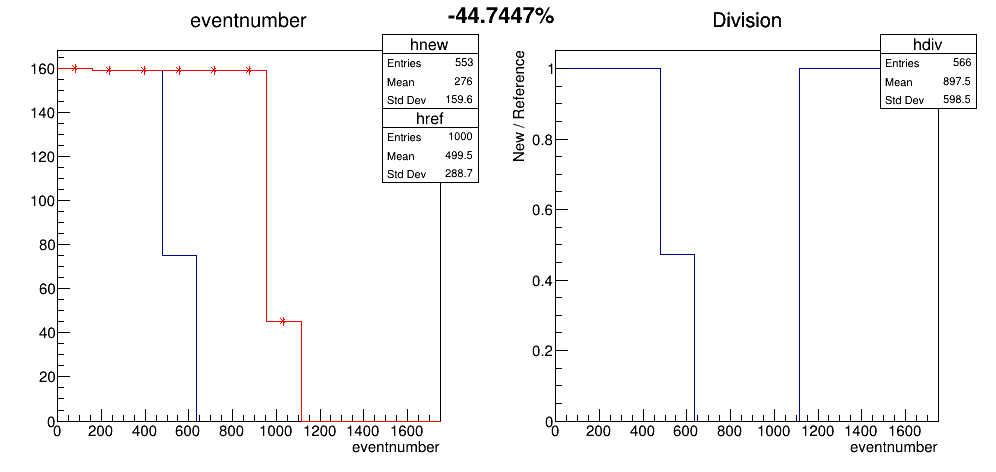 -44.7447%
eventnumber
hnew
Entries 553
Mean 276
Std Dev 159.6
href
Entries 1000
Mean 499.5
Std Dev 288.7
160
140
120
100
80
60
40
20
0
0 200 400 600 800 1000 1200 1400 1600
eventnumber
Division
hdiv
Entries 566
Mean 897.5
Std Dev 598.5
New / Reference
1
0.8
0.6
0.4
0.2
0
0 200 400 600 800 1000 1200 1400 1600
eventnumber